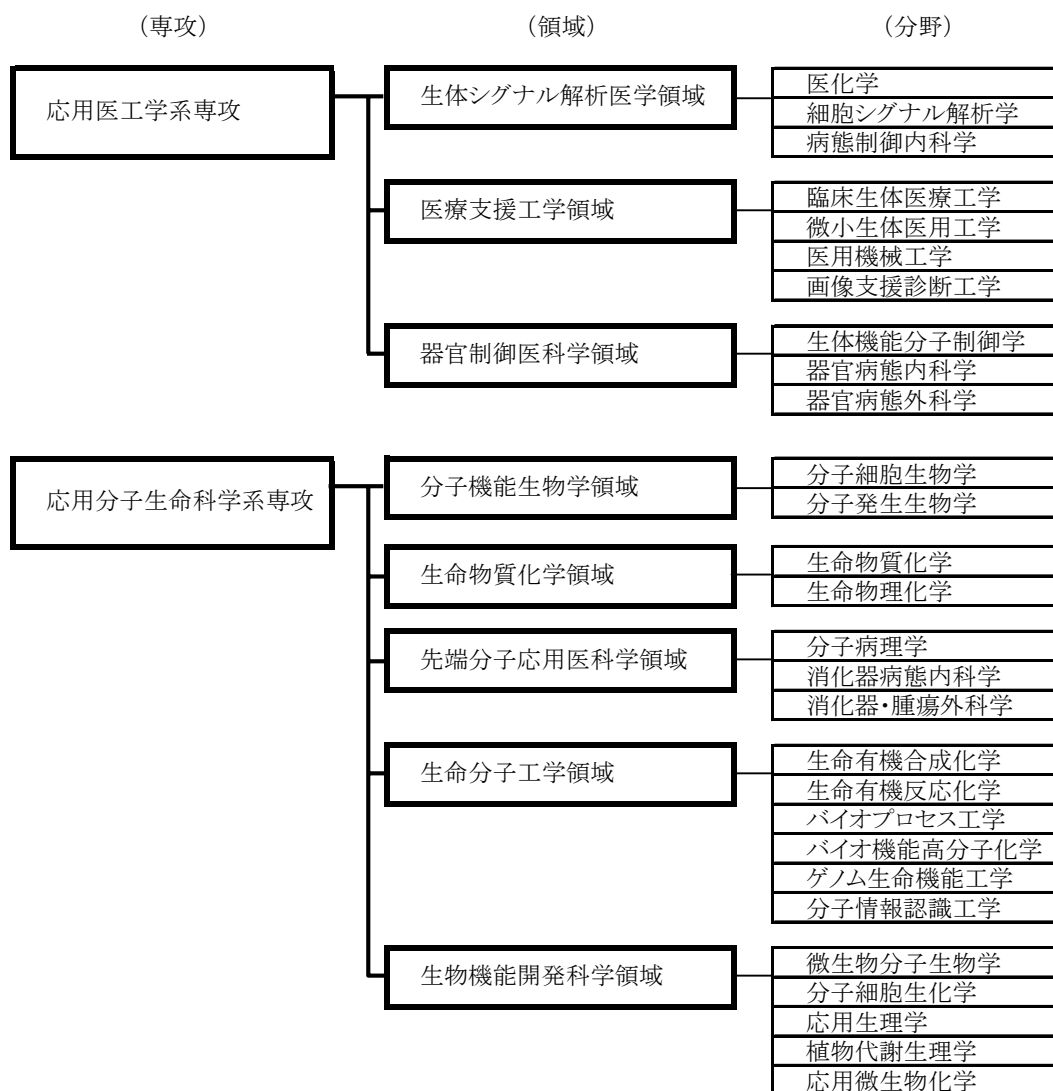 （専攻）
（領域）
（分野）
応用医工学系専攻
生体シグナル解析医学領域
医化学
細胞シグナル解析学
病態制御内科学
医療支援工学領域
臨床生体医療工学
微小生体医用工学
医用機械工学
画像支援診断工学
器官制御医科学領域
生体機能分子制御学
器官病態内科学
器官病態外科学
応用分子生命科学系専攻
分子機能生物学領域
分子細胞生物学
分子発生生物学
生命物質化学領域
生命物質化学
生命物理化学
先端分子応用医科学領域
分子病理学
消化器病態内科学
消化器・腫瘍外科学
生命分子工学領域
生命有機合成化学
生命有機反応化学
バイオプロセス工学
バイオ機能高分子化学
ゲノム生命機能工学
分子情報認識工学
生物機能開発科学領域
微生物分子生物学
分子細胞生化学
応用生理学
植物代謝生理学
応用微生物化学